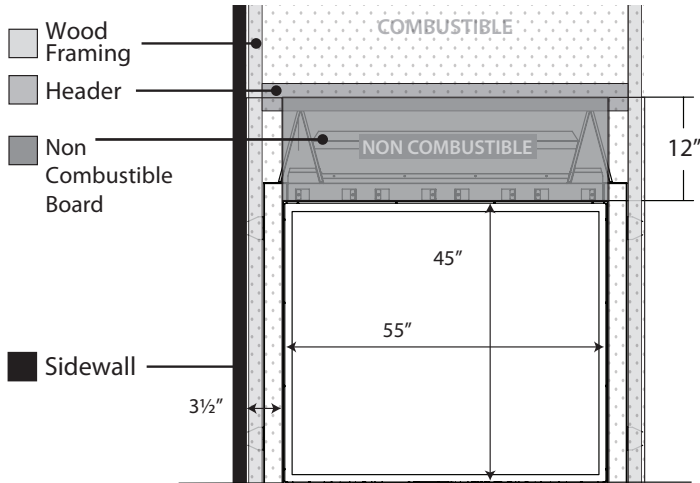 Wood
Framing
Header
Non
Combustible
Board
Sidewall
COMBUSTIBLE
NON COMBUSTIBLE
12”
45”
55”
3½”